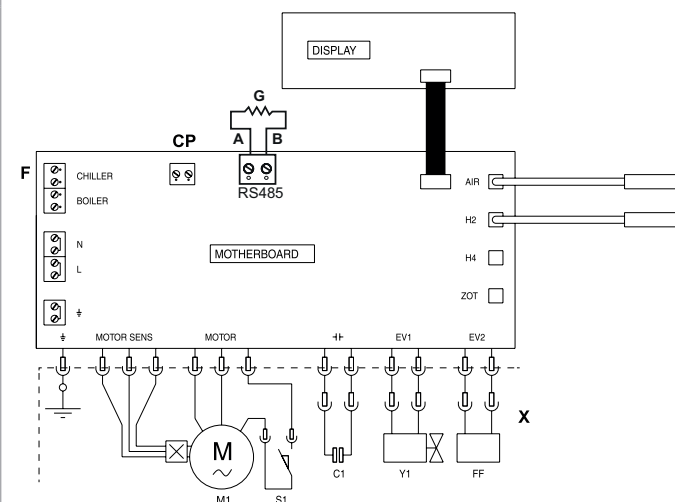 DISPLAY
G
A B
CP
F
RS485
CHILLER
BOILER
N
L
MOTHERBOARD
AIR
H2
H4
ZOT
MOTOR SENS MOTOR EV1 EV2
X
M
M1 S1 C1 Y1 FF